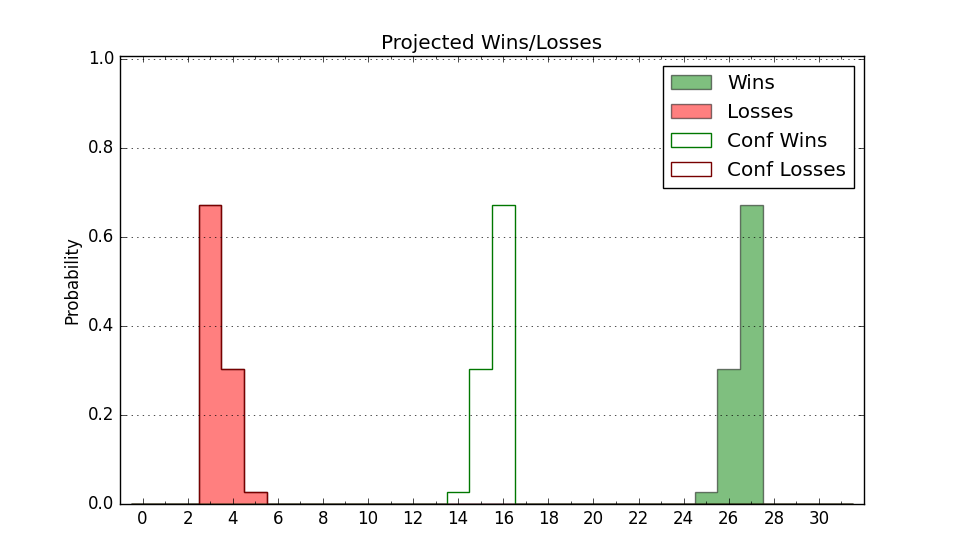 Projected Wins/Losses
Wins
Losses
Conf Wins
Conf Losses
Probability
1.0
0.8
0.6
0.4
0.2
0.0
0 2 4 6 8 10 12 14 16 18 20 22 24 26 28 30